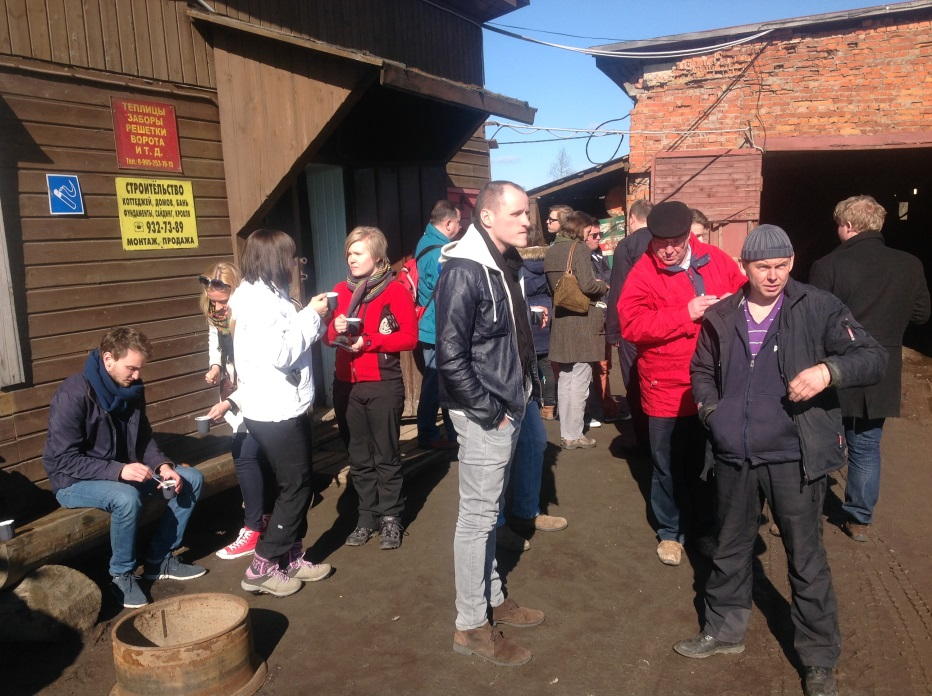 ТЕПЛИЦЫ
ЗАБОРЫ
РЕШЕТКИ
ВОРОТА
И Т. Д.
СТРОИТЕЛЬСТВО
КОТТЕДЖЕЙ, ДОМОВ, БАНЬ
ФУНДАМЕНТЫ, САЙДИНГ, КРОВЛЯ
932-73-89
МОНТАЖ, ПРОДАЖА